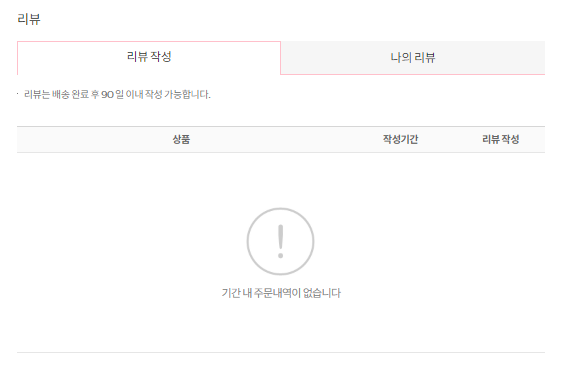 리뷰
리뷰 작성
나의 리뷰
· 리뷰는 배송 완료 후 90일 이내 작성 가능합니다.
상품 작성기간 리뷰 작성
기간 내 주문내역이 없습니다